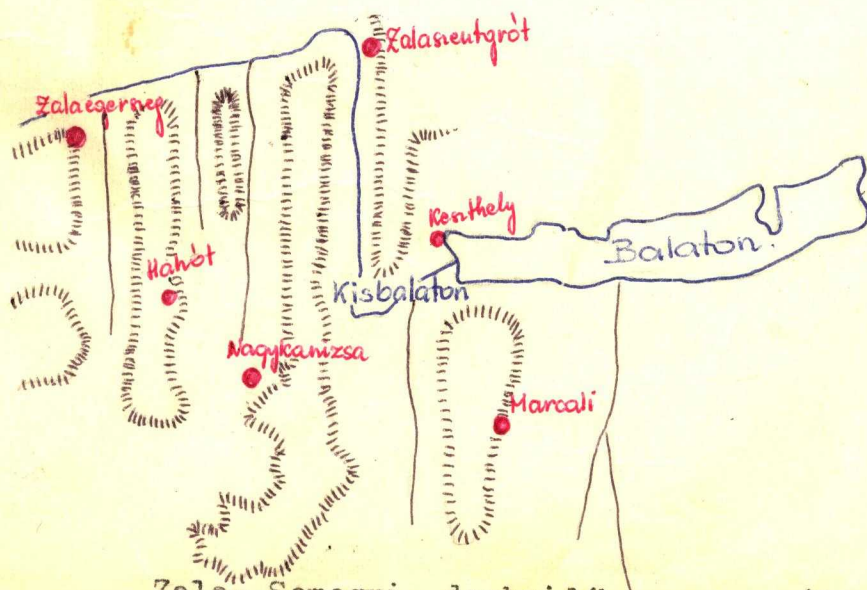 Zalaszentgrót
Zalaegerszeg
Keszthely
Balaton.
Hahót
Kisbalaton
Nagykanizsa
Marcali